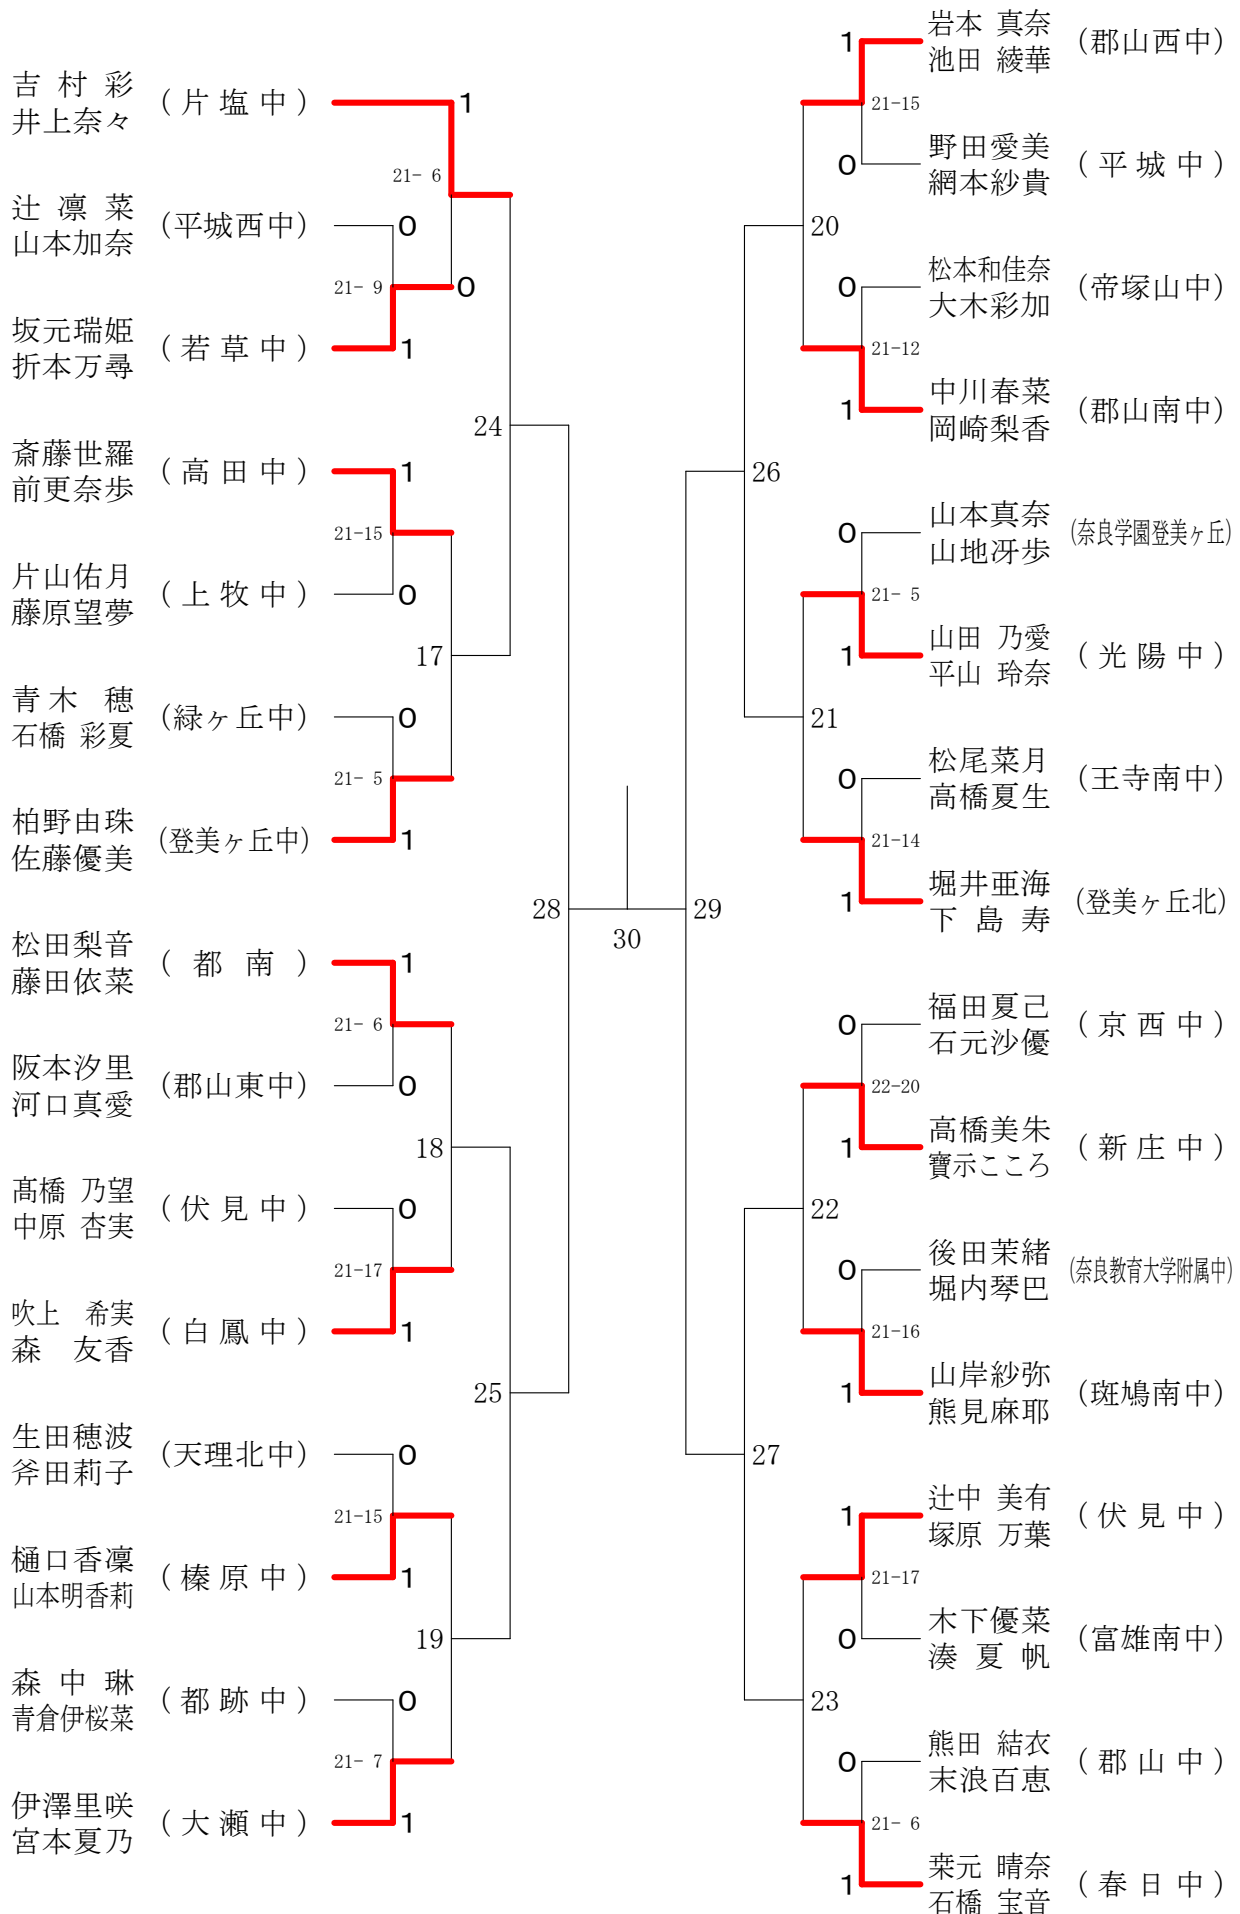 吉村 彩
井上奈々
(片塩中)
1
21- 6
辻 凛菜
山本加奈
(平城西中)
0
21- 9
0
坂元瑞姫
折本万尋
(若草中)
1
24
斎藤世羅
前更奈歩
(高田中)
1
21-15
片山佑月
藤原望夢
(上牧中)
0
17
青木 穂
石橋 彩夏
(緑ヶ丘中)
0
21- 5
柏野由珠
佐藤優美
(登美ヶ丘中)
1
28
松田梨音
藤田依菜
(都南)
1
21- 6
阪本汐里
河口真愛
(郡山東中)
0
18
髙橋 乃望
中原 杏実
(伏見中)
0
21-17
吹上 希実
森 友香
(白鳳中)
1
25
生田穂波
斧田莉子
(天理北中)
0
21-15
樋口香凜
山本明香莉
(榛原中)
1
19
森中 琳
青倉伊桜菜
(都跡中)
0
21- 7
伊澤里咲
宮本夏乃
(大瀬中)
1
30
岩本 真奈
池田 綾華
(郡山西中)
1
21-15
野田愛美
網本紗貴
(平城中)
0
20
松本和佳奈
大木彩加
(帝塚山中)
0
21-12
中川春菜
岡崎梨香
(郡山南中)
1
26
山本真奈
山地冴歩
(奈良学園登美ヶ丘)
0
21- 5
山田 乃愛
平山 玲奈
(光陽中)
1
21
松尾菜月
高橋夏生
(王寺南中)
0
21-14
堀井亜海
下島 寿
(登美ヶ丘北)
1
29
福田夏己
石元沙優
(京西中)
0
22-20
高橋美朱
寶示こころ
(新庄中)
1
22
後田茉緒
堀内琴巴
(奈良教育大学附属中)
0
21-16
山岸紗弥
熊見麻耶
(斑鳩南中)
1
27
辻中 美有
塚原 万葉
(伏見中)
1
21-17
木下優菜
湊 夏帆
(富雄南中)
0
23
熊田 結衣
末浪百恵
(郡山中)
0
21- 6
桒元 晴奈
石橋 宝音
(春日中)
1